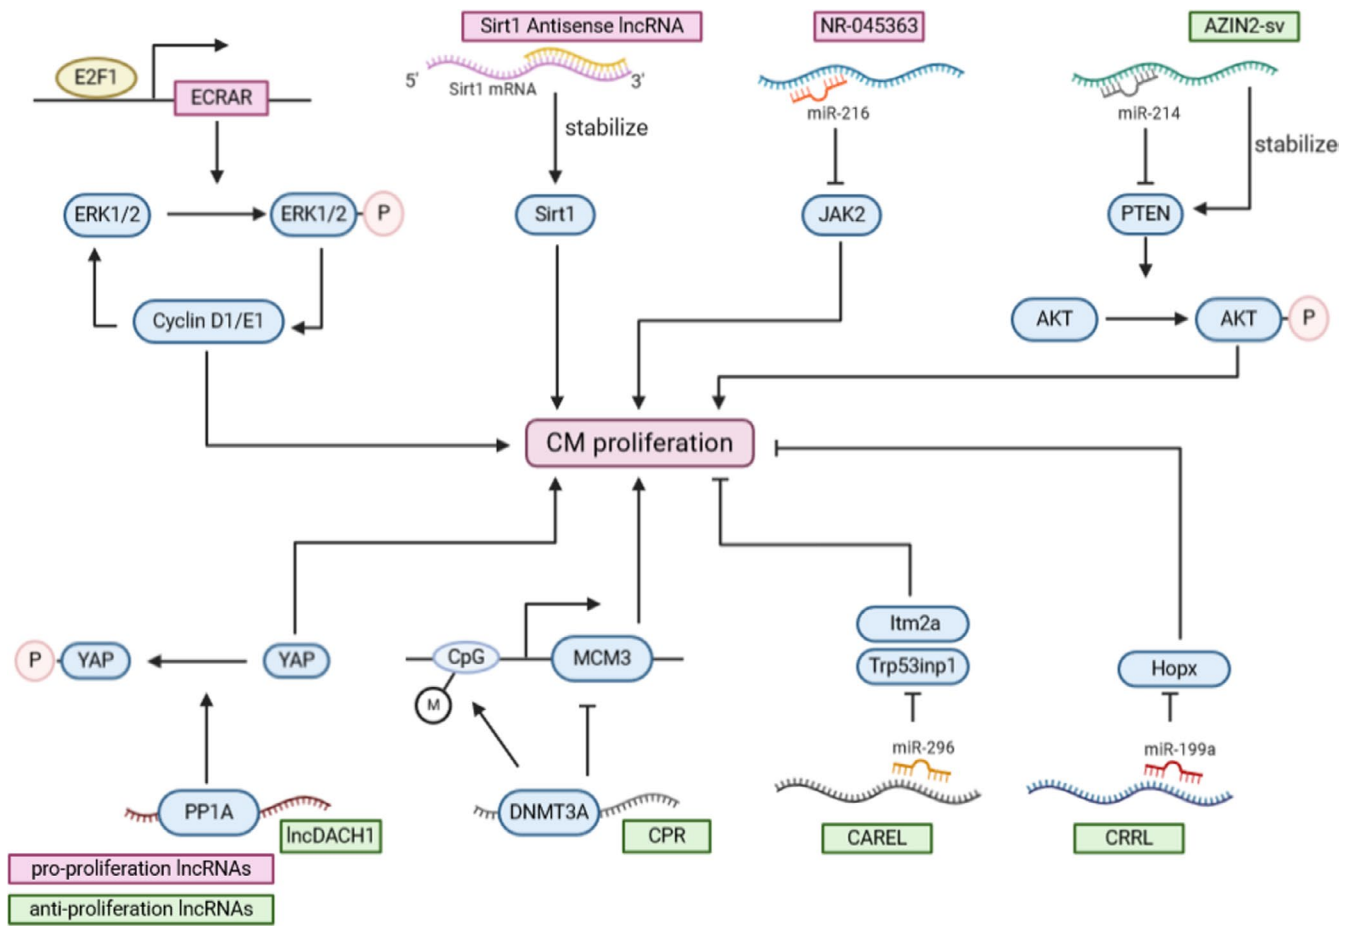 Sirt1 Antisense lncRNA
NR-045363
AZIN2-sv
E2F1
ECRAR
5'
Sirt1 mRNA
3'
miR-216
miR-214
stabilize
stabilize
ERK1/2
ERK1/2
P
Sirt1
JAK2
PTEN
Cyclin D1/E1
AKT
AKT
P
CM proliferation
P
YAP
YAP
CpG
MCM3
M
Itm2a
Trp53inp1
Hopx
miR-296
miR-199a
PP1A
lncDACH1
DNMT3A
CPR
CAREL
CRRL
pro-proliferation lncRNAs
anti-proliferation lncRNAs